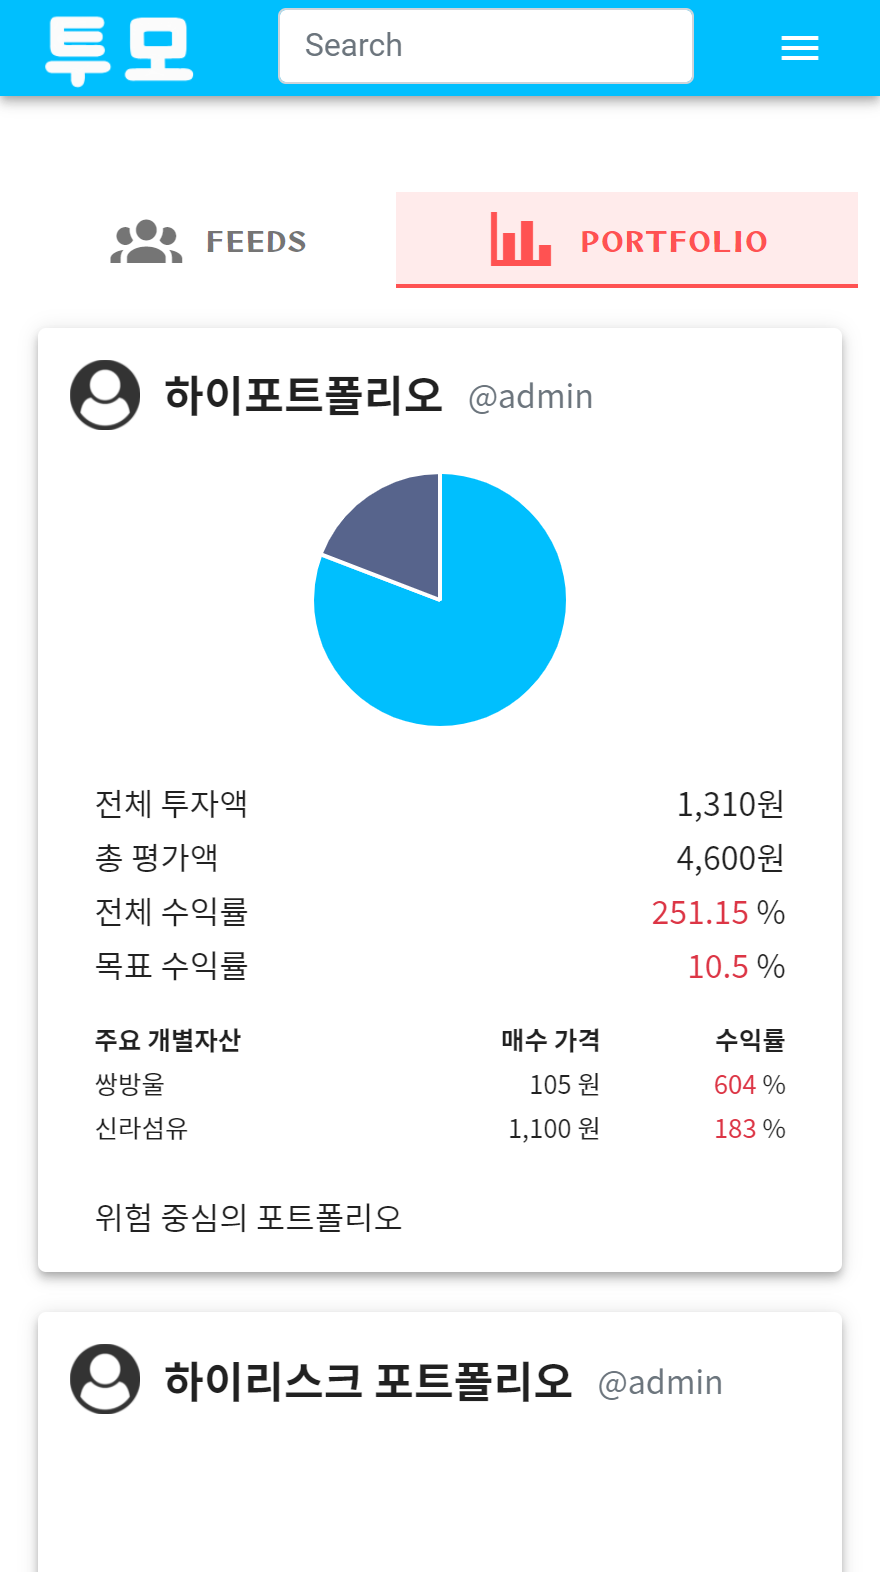 투모 Search
FEEDS PORTFOLIO
하이포트폴리오 @admin
전체 투자액 1,310원
총 평가액 4,600원
전체 수익률 251.15 %
목표 수익률 10.5 %
주요 개별자산 매수 가격 수익률
쌍방울 105 원 604 %
신라섬유 1,100 원 183 %
위험 중심의 포트폴리오
하이리스크 포트폴리오 @admin